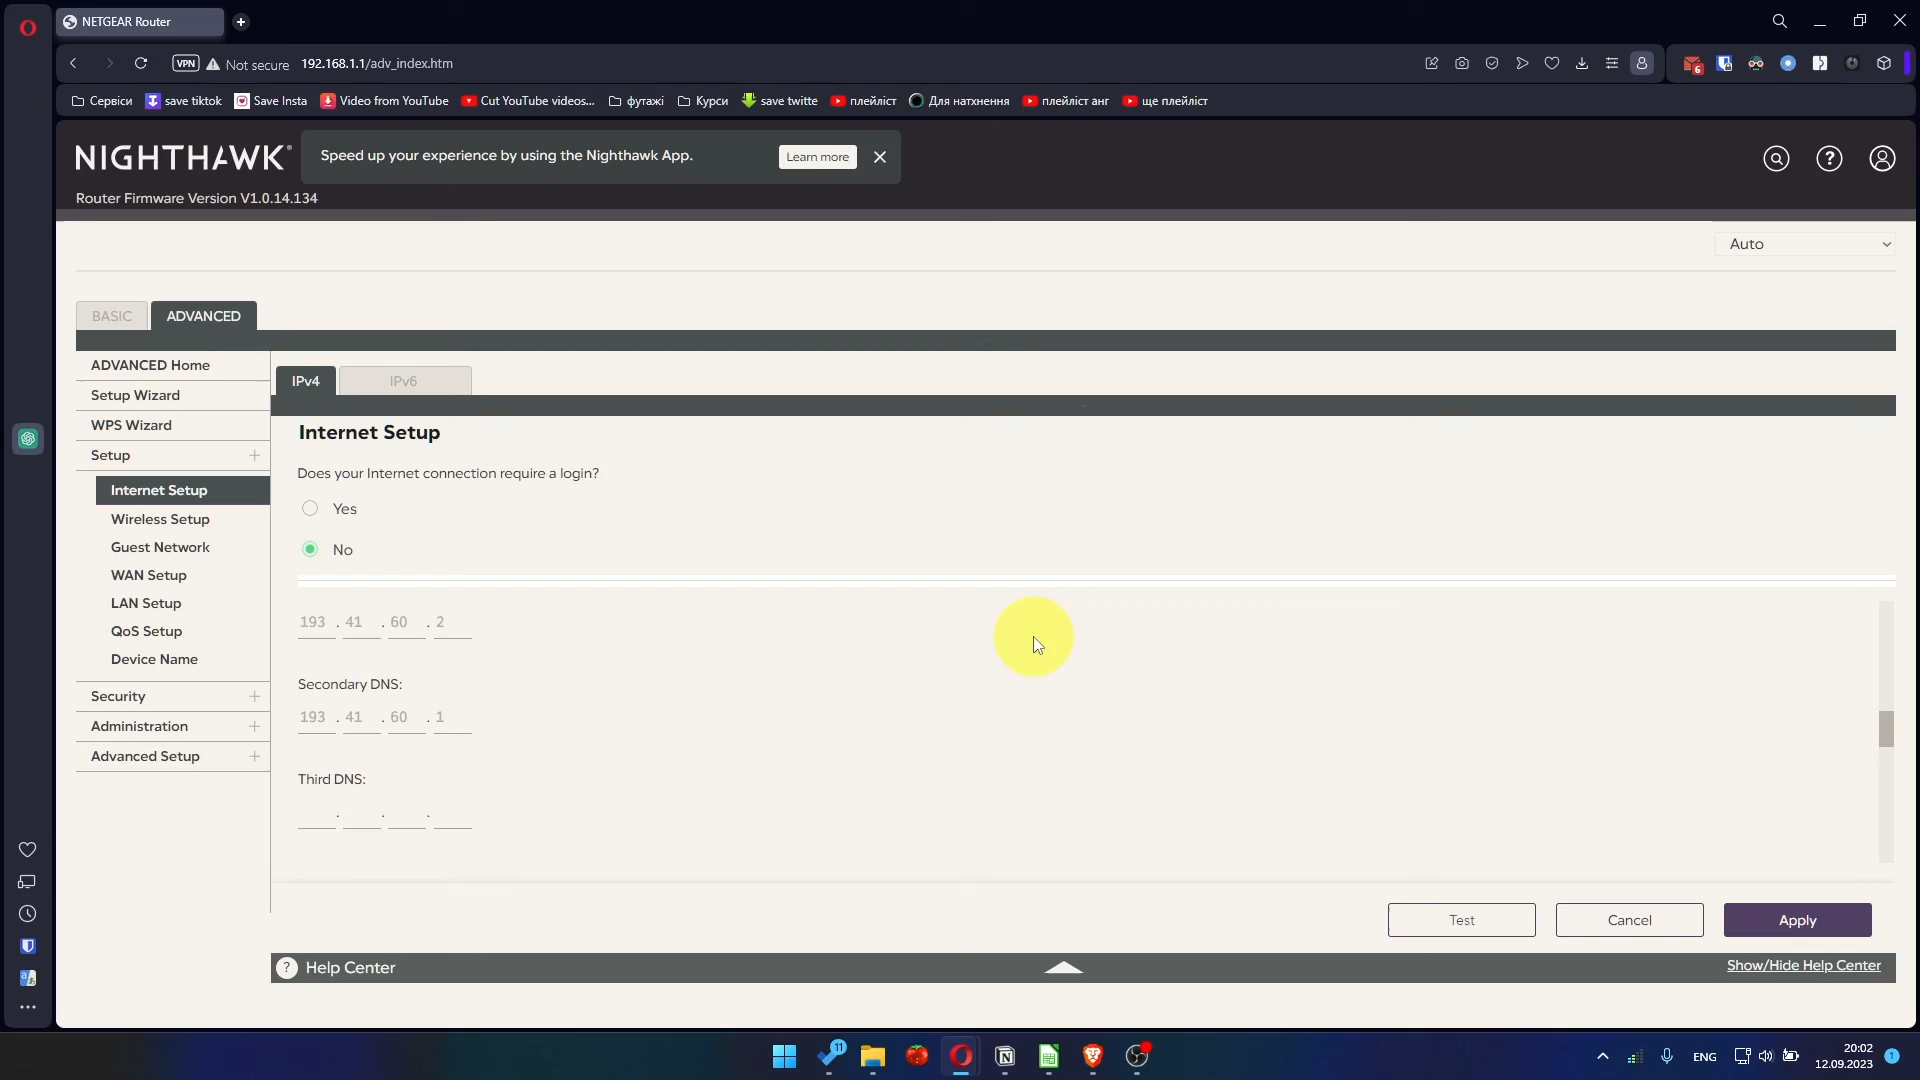 NETGEAR Router
VPN Not secure 192.168.1.1/adv_index.htm
6
Сервіси save tiktok Save Insta Video from YouTube Cut YouTube videos... футажі Курси save twitte плейліст Для натхнення плейліст анг ще плейліст
NIGHTHAWK
Speed up your experience by using the Nighthawk App.
Learn more
Router Firmware Version V1.0.14.134
Auto
BASIC ADVANCED
ADVANCED Home
Setup Wizard
WPS Wizard
Setup
Internet Setup
Wireless Setup
Guest Network
WAN Setup
LAN Setup
QoS Setup
Device Name
Security
Administration
Advanced Setup
IPv4 IPv6
Internet Setup
Does your Internet connection require a login?
Yes
No
193 . 41 . 60 . 2
Secondary DNS:
193 . 41 . 60 . 1
Third DNS:
. . .
Test Cancel Apply
? Help Center
Show/Hide Help Center
11
ENG
20:02
12.09.2023
1